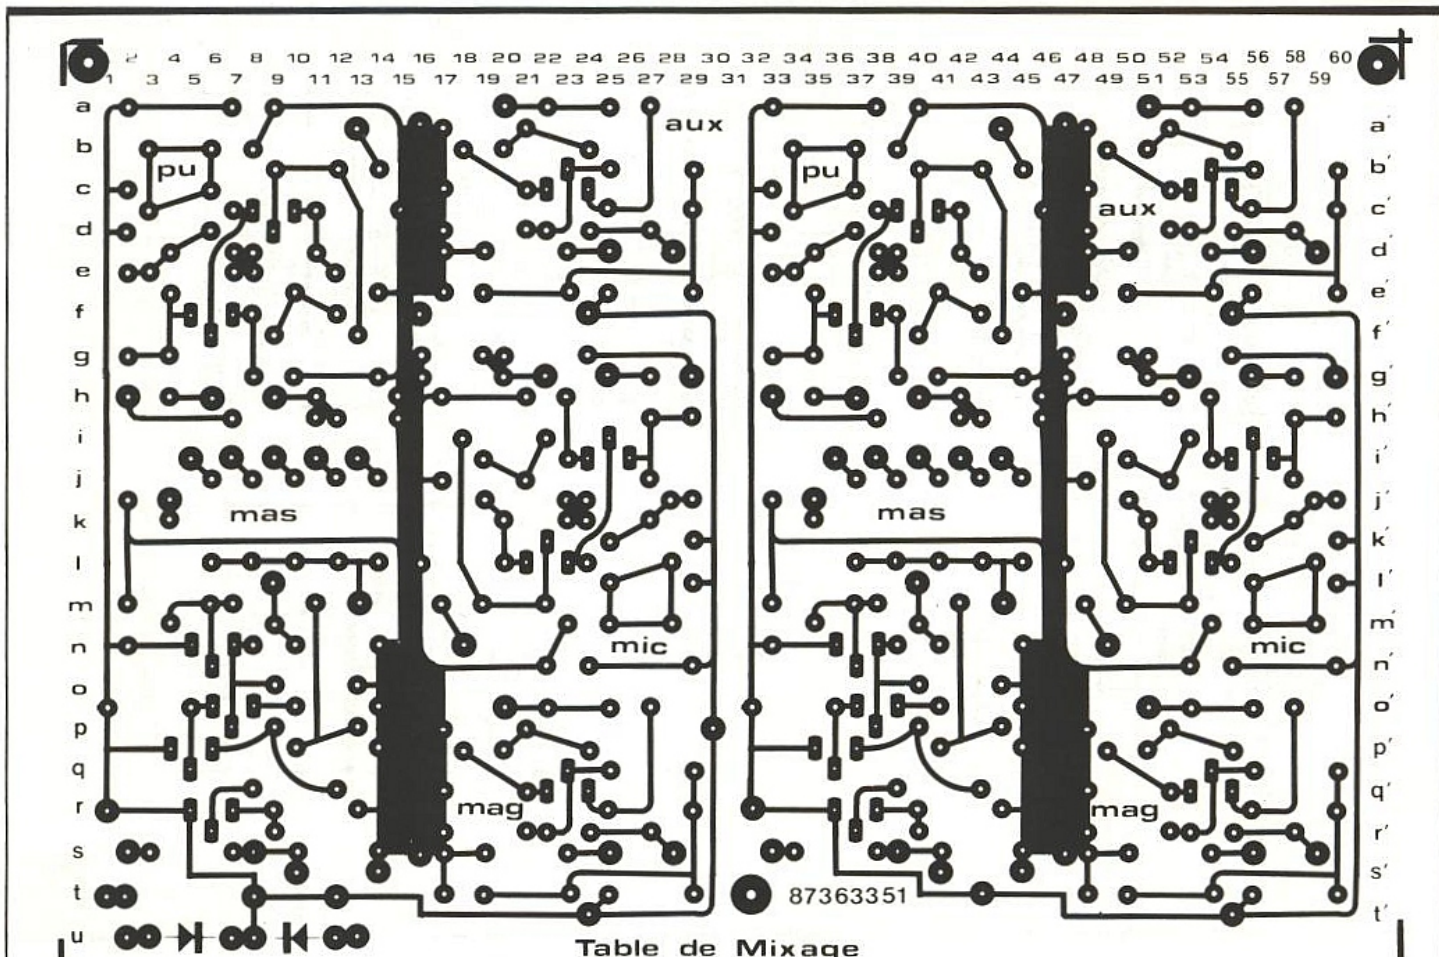 2 4 6 8 10 12 14 16 18 20 22 24 26 28 30 32 34 36 38 40 42 44 46 48 50 52 54 56 58 60
1 3 5 7 9 11 13 15 17 19 21 23 25 27 29 31 33 35 37 39 41 43 45 47 49 51 53 55 57 59
a
aux
a′
b
b′
pu
pu
c
aux
c′
d
d′
e
e′
f
f′
g
g′
h
h′
i
i′
j
j′
mas
mas
k
k′
l
l′
m
m′
n
mic
mic
n′
o
o′
p
p′
q
q′
r
mag
mag
r′
s
s′
t
87363351
t′
u
Table de Mixage